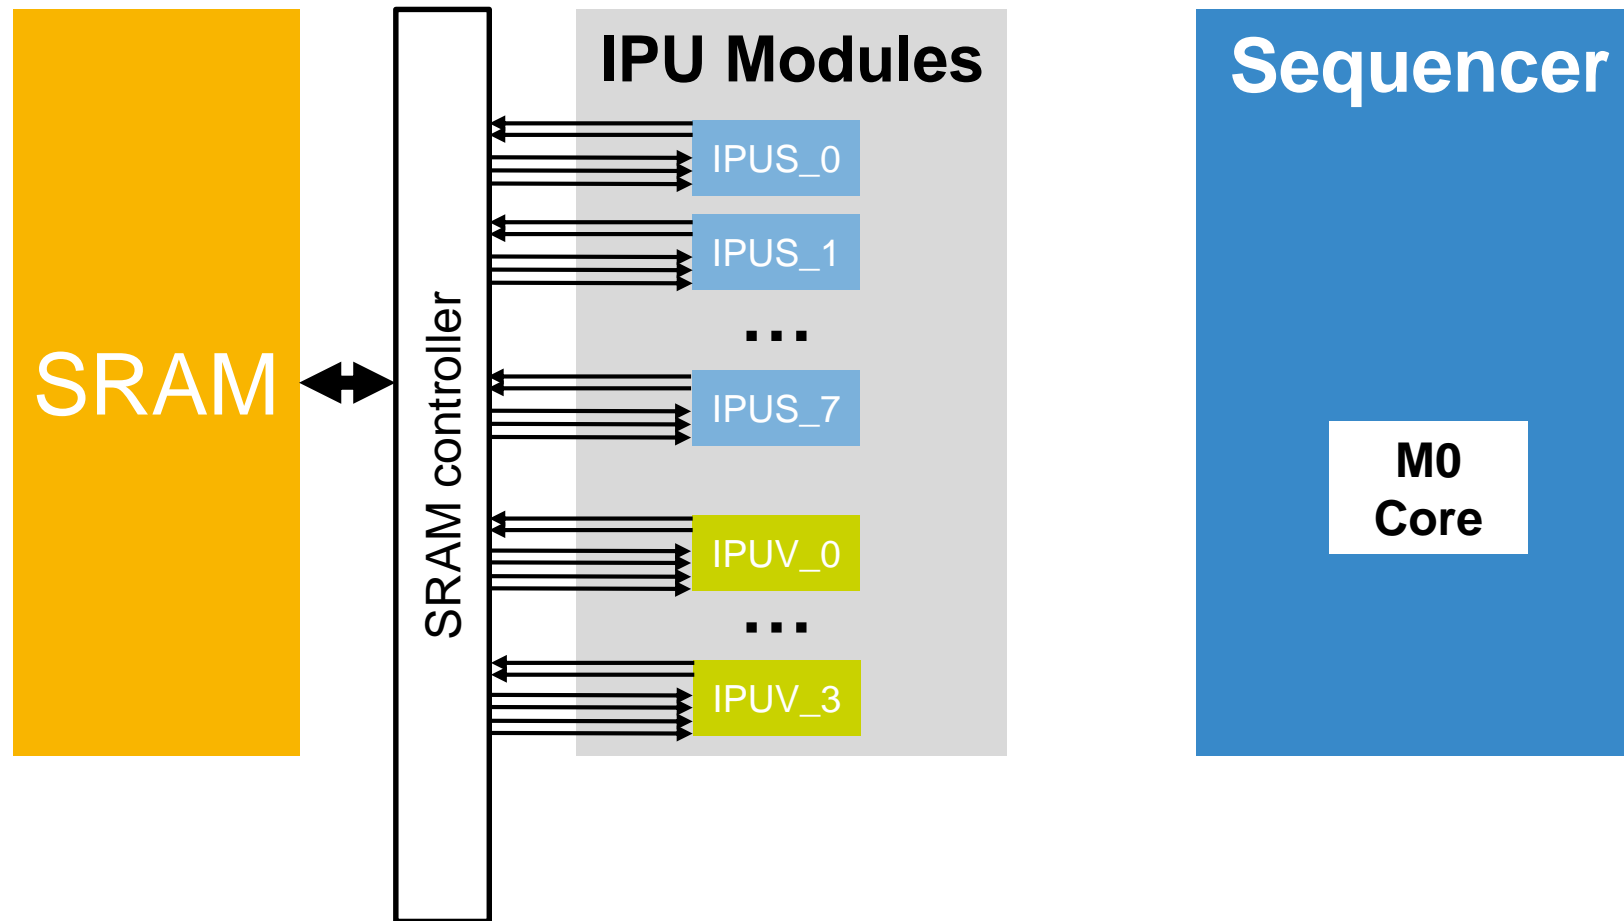 IPU Modules
Sequencer
IPUS_0
IPUS_1
...
SRAM
SRAM controller
IPUS_7
M0
Core
IPUV_0
...
IPUV_3